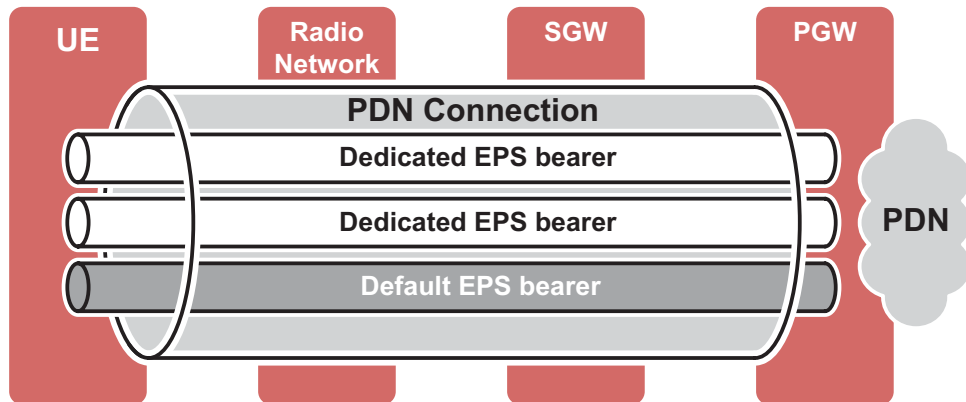 UE
Radio
Network
SGW
PGW
PDN Connection
Dedicated EPS bearer
Dedicated EPS bearer
Default EPS bearer
PDN